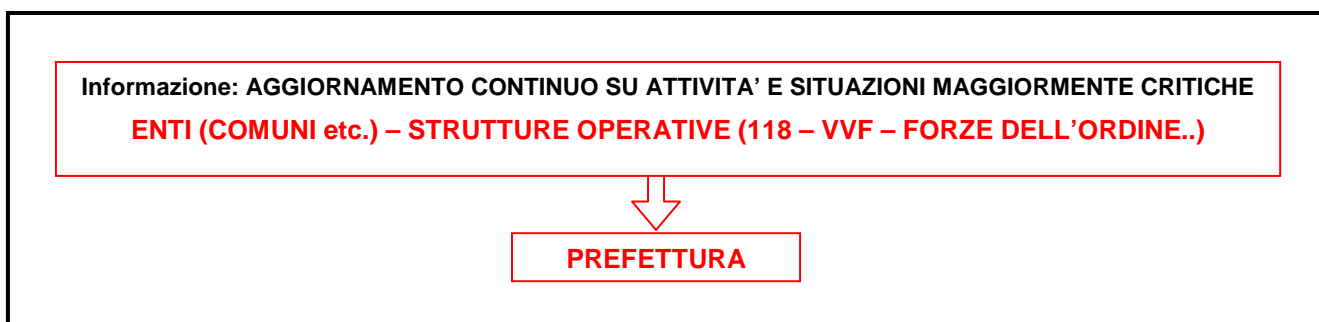 Informazione: AGGIORNAMENTO CONTINUO SU ATTIVITA’ E SITUAZIONI MAGGIORMENTE CRITICHE
ENTI (COMUNI etc.) – STRUTTURE OPERATIVE (118 – VVF – FORZE DELL’ORDINE..)
PREFETTURA